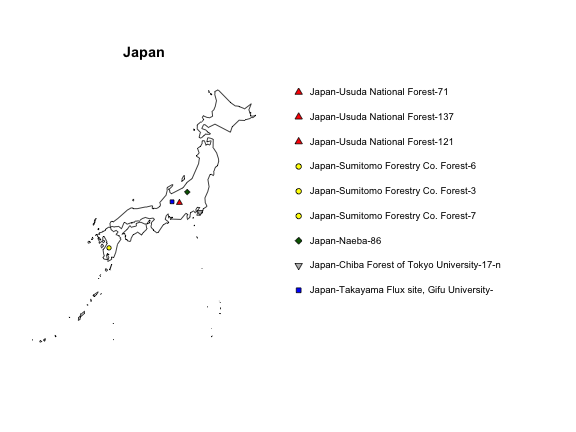 Japan
Japan-Usuda National Forest-71
Japan-Usuda National Forest-137
Japan-Usuda National Forest-121
Japan-Sumitomo Forestry Co. Forest-6
Japan-Sumitomo Forestry Co. Forest-3
Japan-Sumitomo Forestry Co. Forest-7
Japan-Naeba-86
Japan-Chiba Forest of Tokyo University-17-n
Japan-Takayama Flux site, Gifu University-